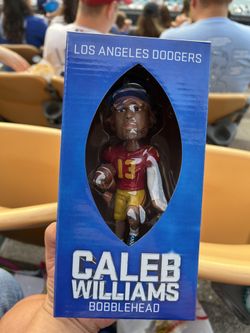 LOS ANGELES DODGERS
13
CALEB
WILLIAMS
BOBBLEHEAD